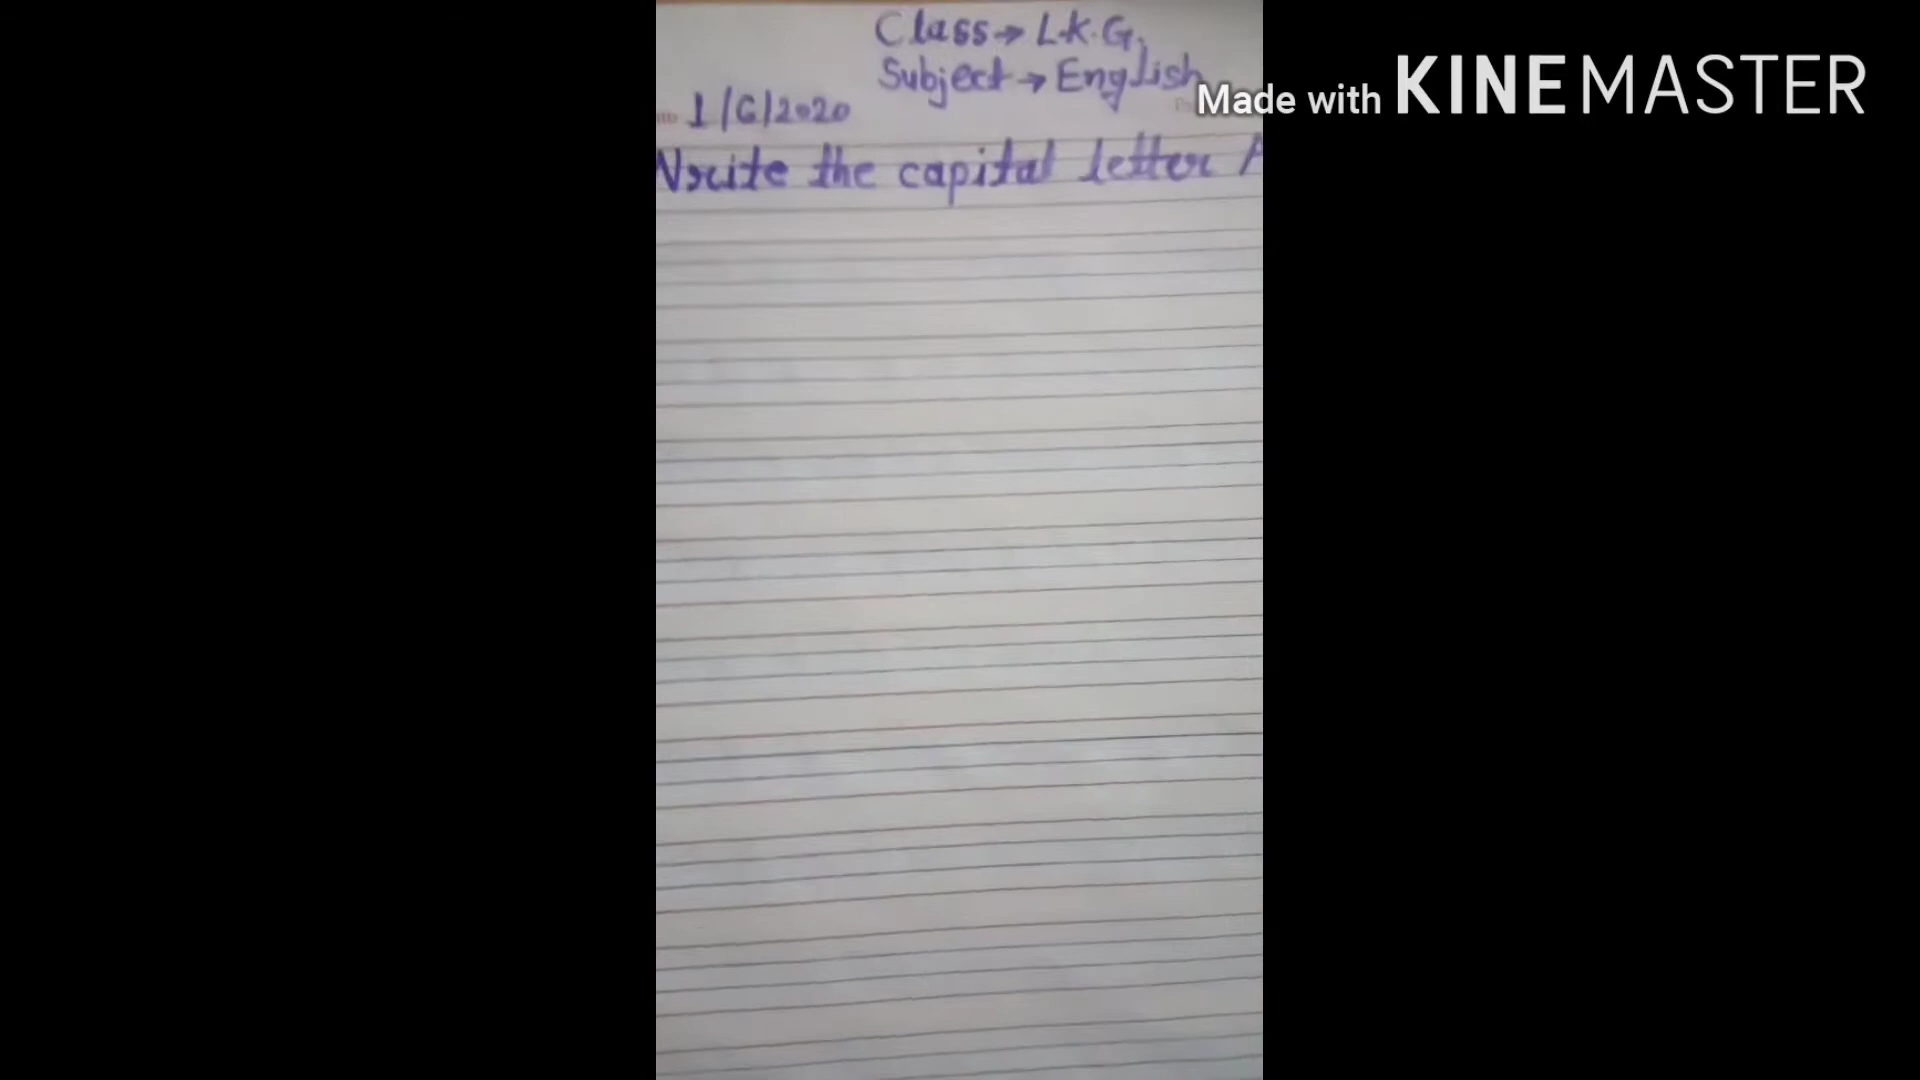 Class → L.K.G.
Subject → English
Made with KINEMASTER
1/6/2020
Write the capital letter A